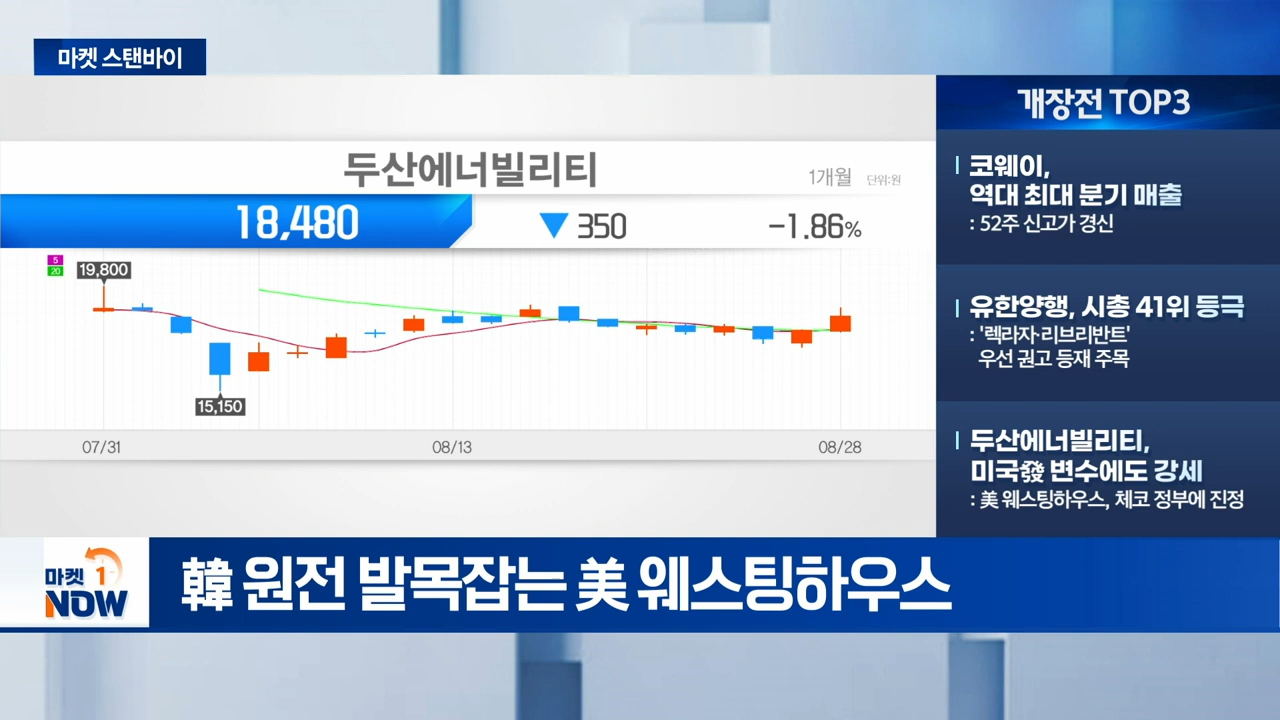 마켓 스탠바이
두산에너빌리티
1개월 단위:원
18,480 ▼ 350 -1.86%
5
20
19,800
15,150
07/31 08/13 08/28
개장전 TOP3
코웨이,
역대 최대 분기 매출
: 52주 신고가 경신
유한양행, 시총 41위 등극
: '렉라자·리브리반트'
우선 권고 등재 주목
두산에너빌리티,
미국發 변수에도 강세
: 美 웨스팅하우스, 체코 정부에 진정
마켓 1
NOW
韓 원전 발목잡는 美 웨스팅하우스